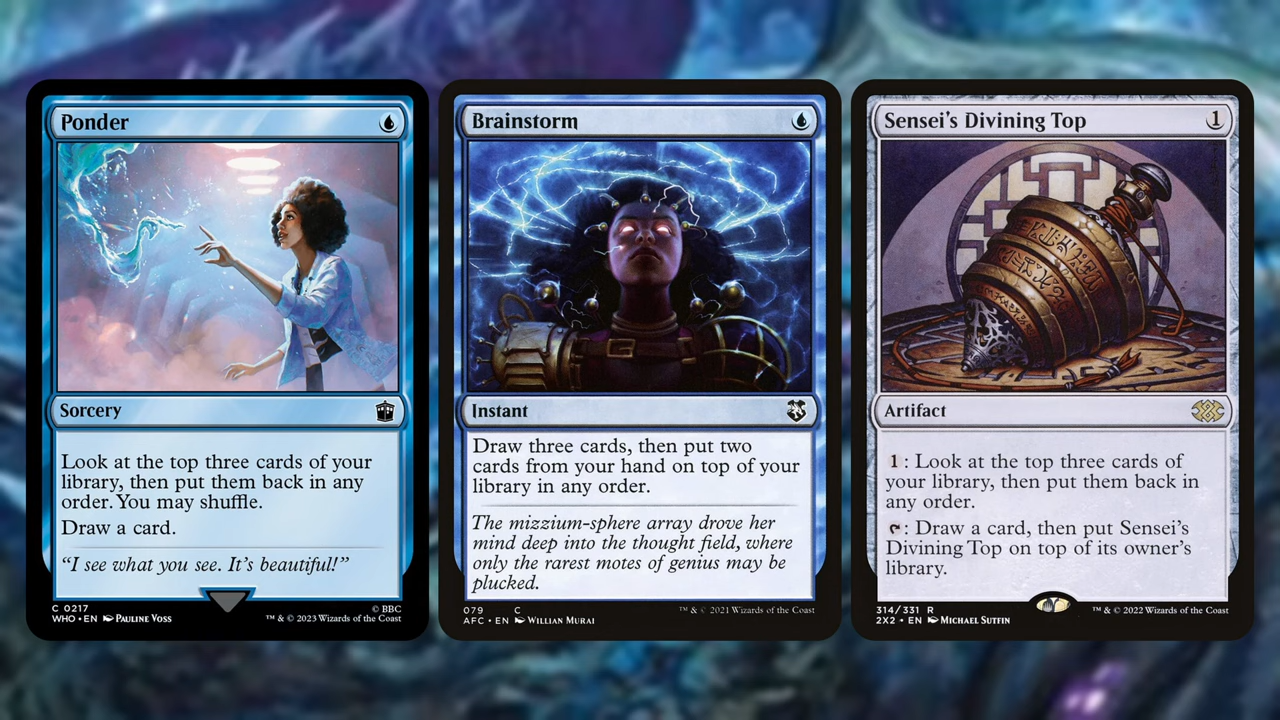 Ponder
Sorcery
Look at the top three cards of your
library, then put them back in any
order. You may shuffle.
Draw a card.
“I see what you see. It’s beautiful!”
C 0217
WHO • EN Pauline Voss
© BBC
™ & © 2023 Wizards of the Coast
Brainstorm
Instant
Draw three cards, then put two
cards from your hand on top of your
library in any order.
The mizzium-sphere array drove her
mind deep into the thought field, where
only the rarest motes of genius may be
plucked.
079 C
AFC • EN Willian Murai
™ & © 2021 Wizards of the Coast
Sensei’s Divining Top 1
Artifact
1: Look at the top three cards of
your library, then put them back in
any order.
: Draw a card, then put Sensei’s
Divining Top on top of its owner’s
library.
314/331 R
2X2 • EN Michael Sutfin
™ & © 2022 Wizards of the Coast